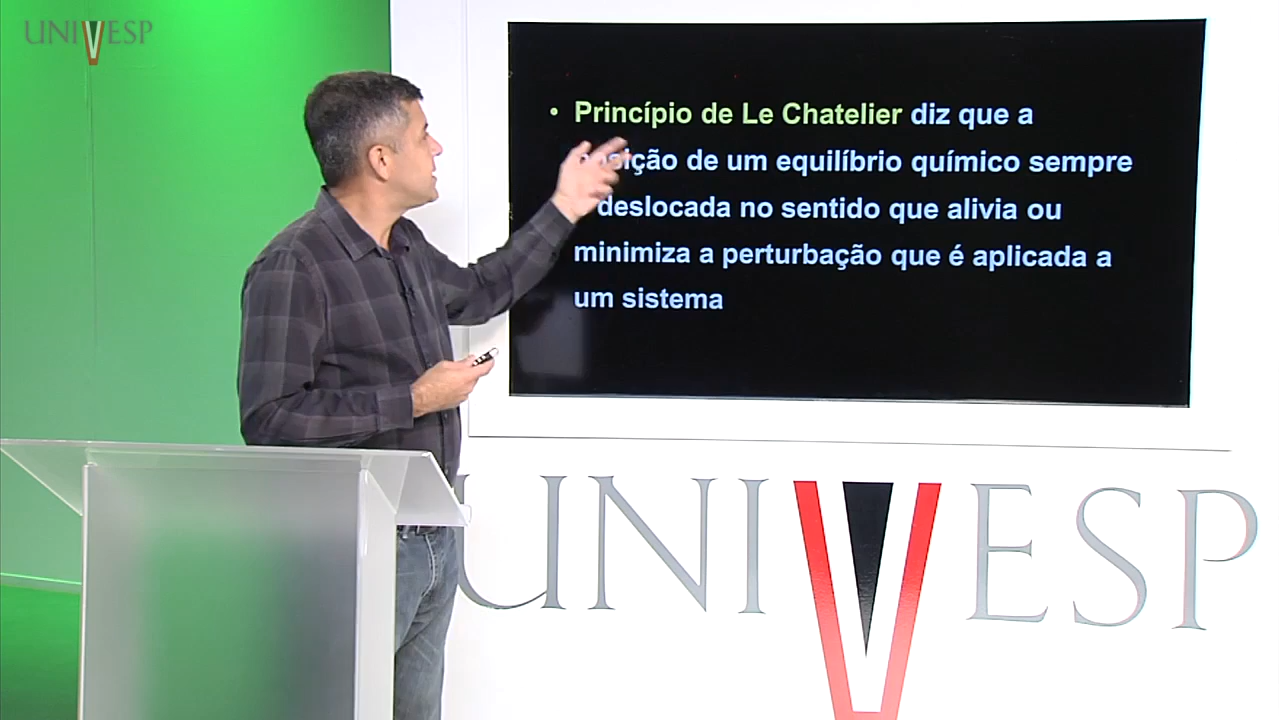 UNIVESP
• Princípio de Le Chatelier diz que a
de um equilíbrio químico sempre
deslocada no sentido que alivia ou
minimiza a perturbação que é aplicada a
um sistema
UNIVESP